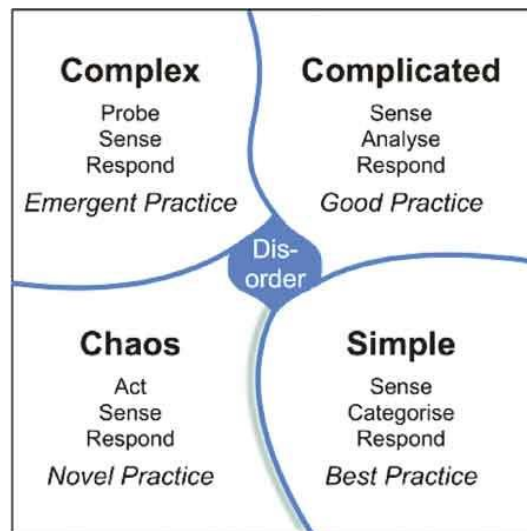 Complex
Probe
Sense
Respond
Emergent Practice
Complicated
Sense
Analyse
Respond
Good Practice
Dis-
order
Chaos
Act
Sense
Respond
Novel Practice
Simple
Sense
Categorise
Respond
Best Practice